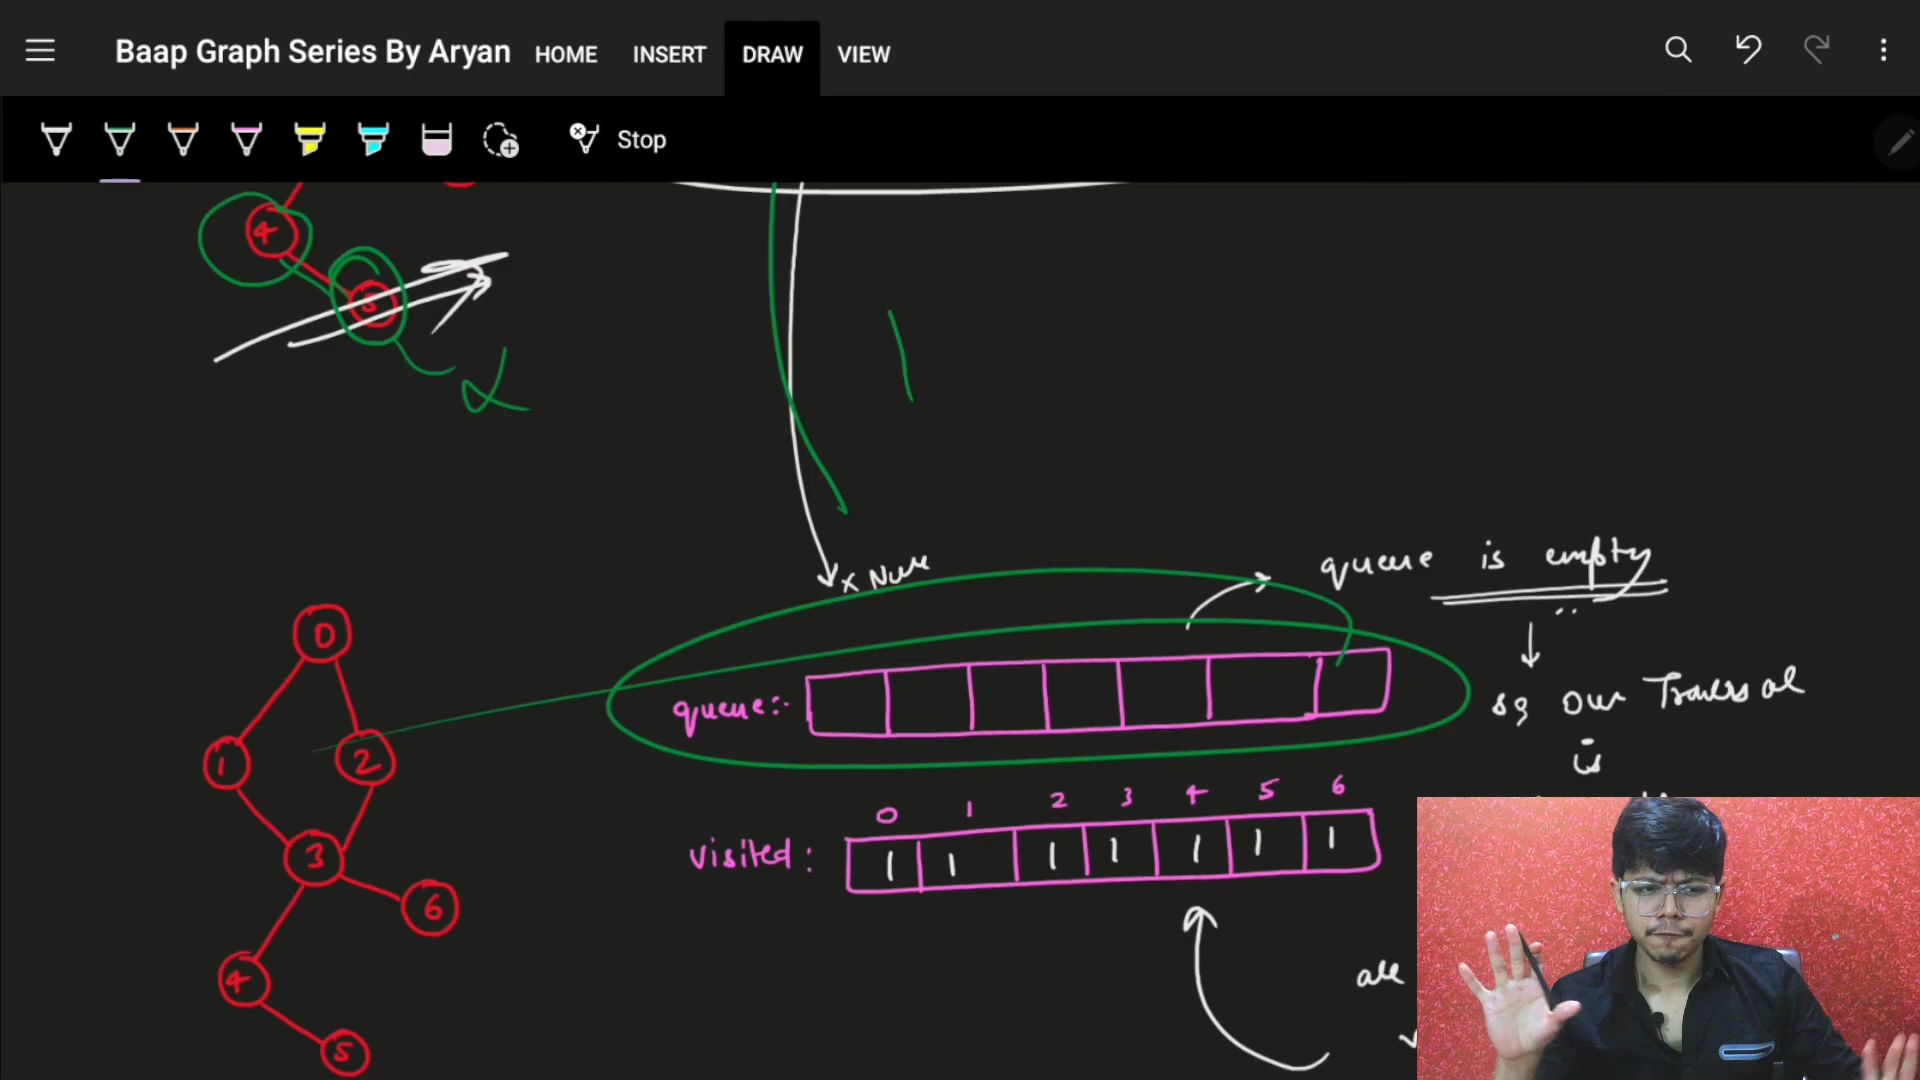 Baap Graph Series By Aryan HOME INSERT DRAW VIEW
Stop
4
5
queue is empty
so our Traversal
is
queue:-
0 1 2 3 4 5 6
visited: 1 1 1 1 1 1 1
0
1 2
3
6
4
5
all